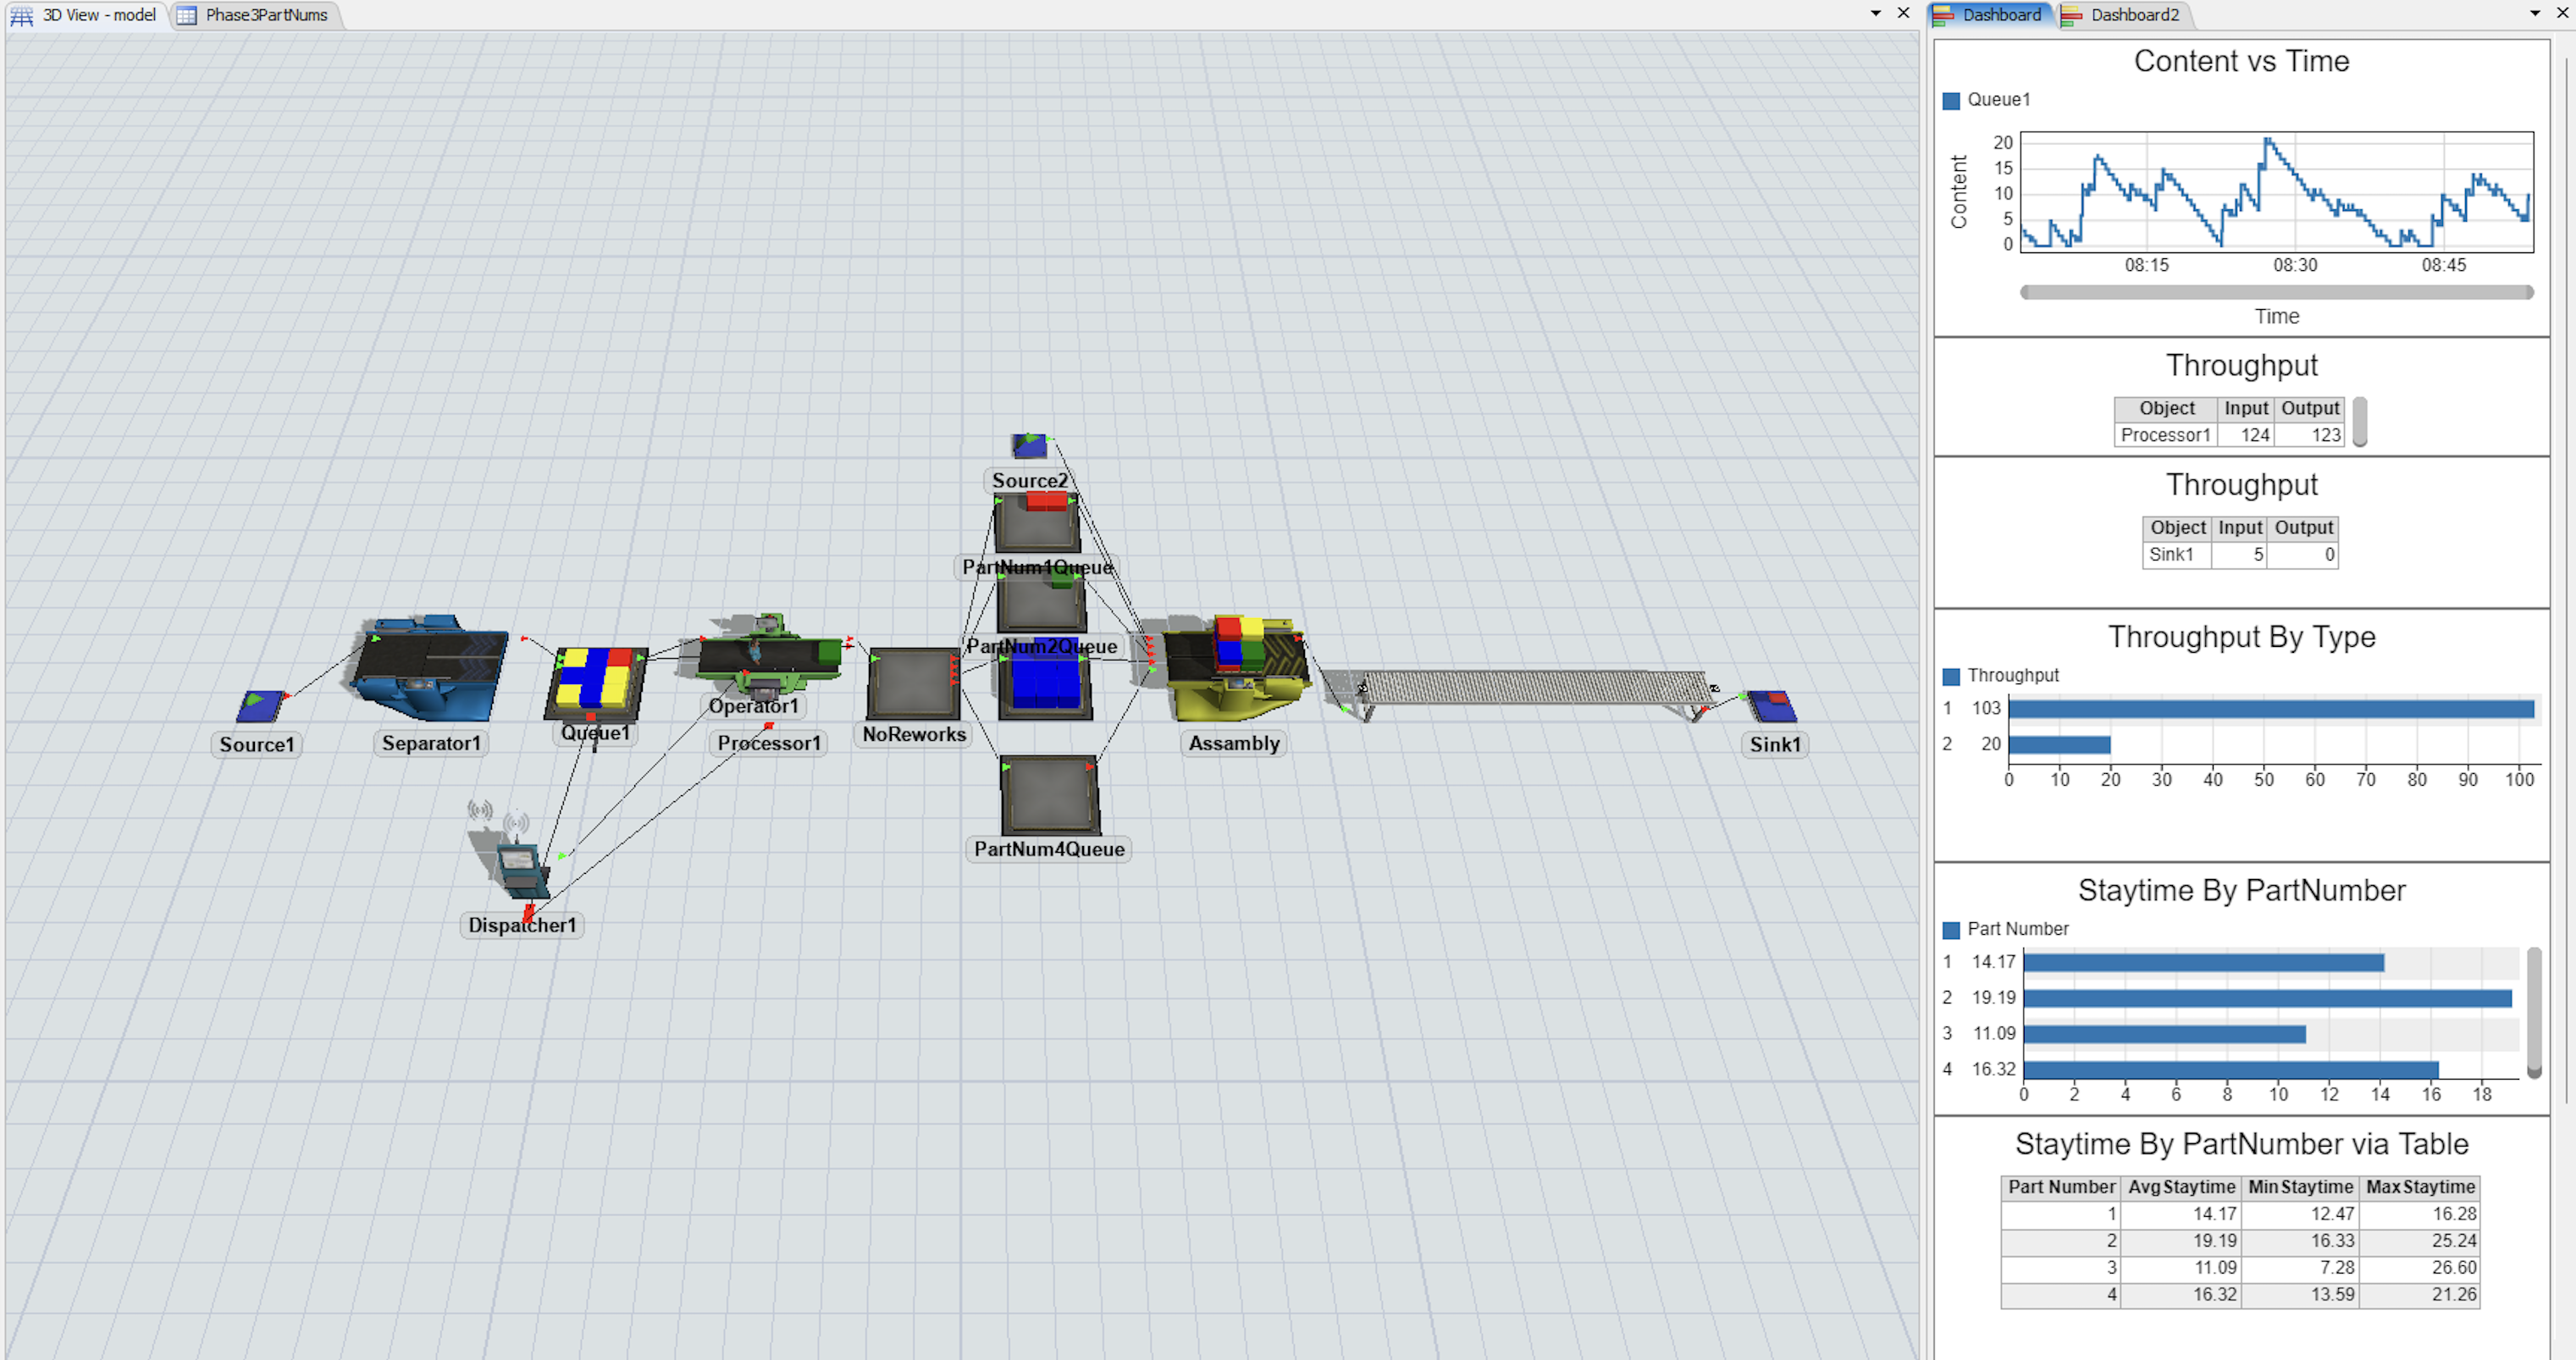 3D View - model
Phase3PartNums
Source2
PartNum1Queue
PartNum2Queue
Operator1
Source1
Separator1
Queue1
Processor1
NoReworks
Assambly
Sink1
PartNum4Queue
Dispatcher1
Dashboard
Dashboard2
Content vs Time
Queue1
Content
20
15
10
5
0
08:15 08:30 08:45
Time
Throughput
Object Input Output
Processor1 124 123
Throughput
Object Input Output
Sink1 5 0
Throughput By Type
Throughput
1 103
2 20
0 10 20 30 40 50 60 70 80 90 100
Staytime By PartNumber
Part Number
1 14.17
2 19.19
3 11.09
4 16.32
0 2 4 6 8 10 12 14 16 18
Staytime By PartNumber via Table
Part Number Avg Staytime Min Staytime Max Staytime
1 14.17 12.47 16.28
2 19.19 16.33 25.24
3 11.09 7.28 26.60
4 16.32 13.59 21.26